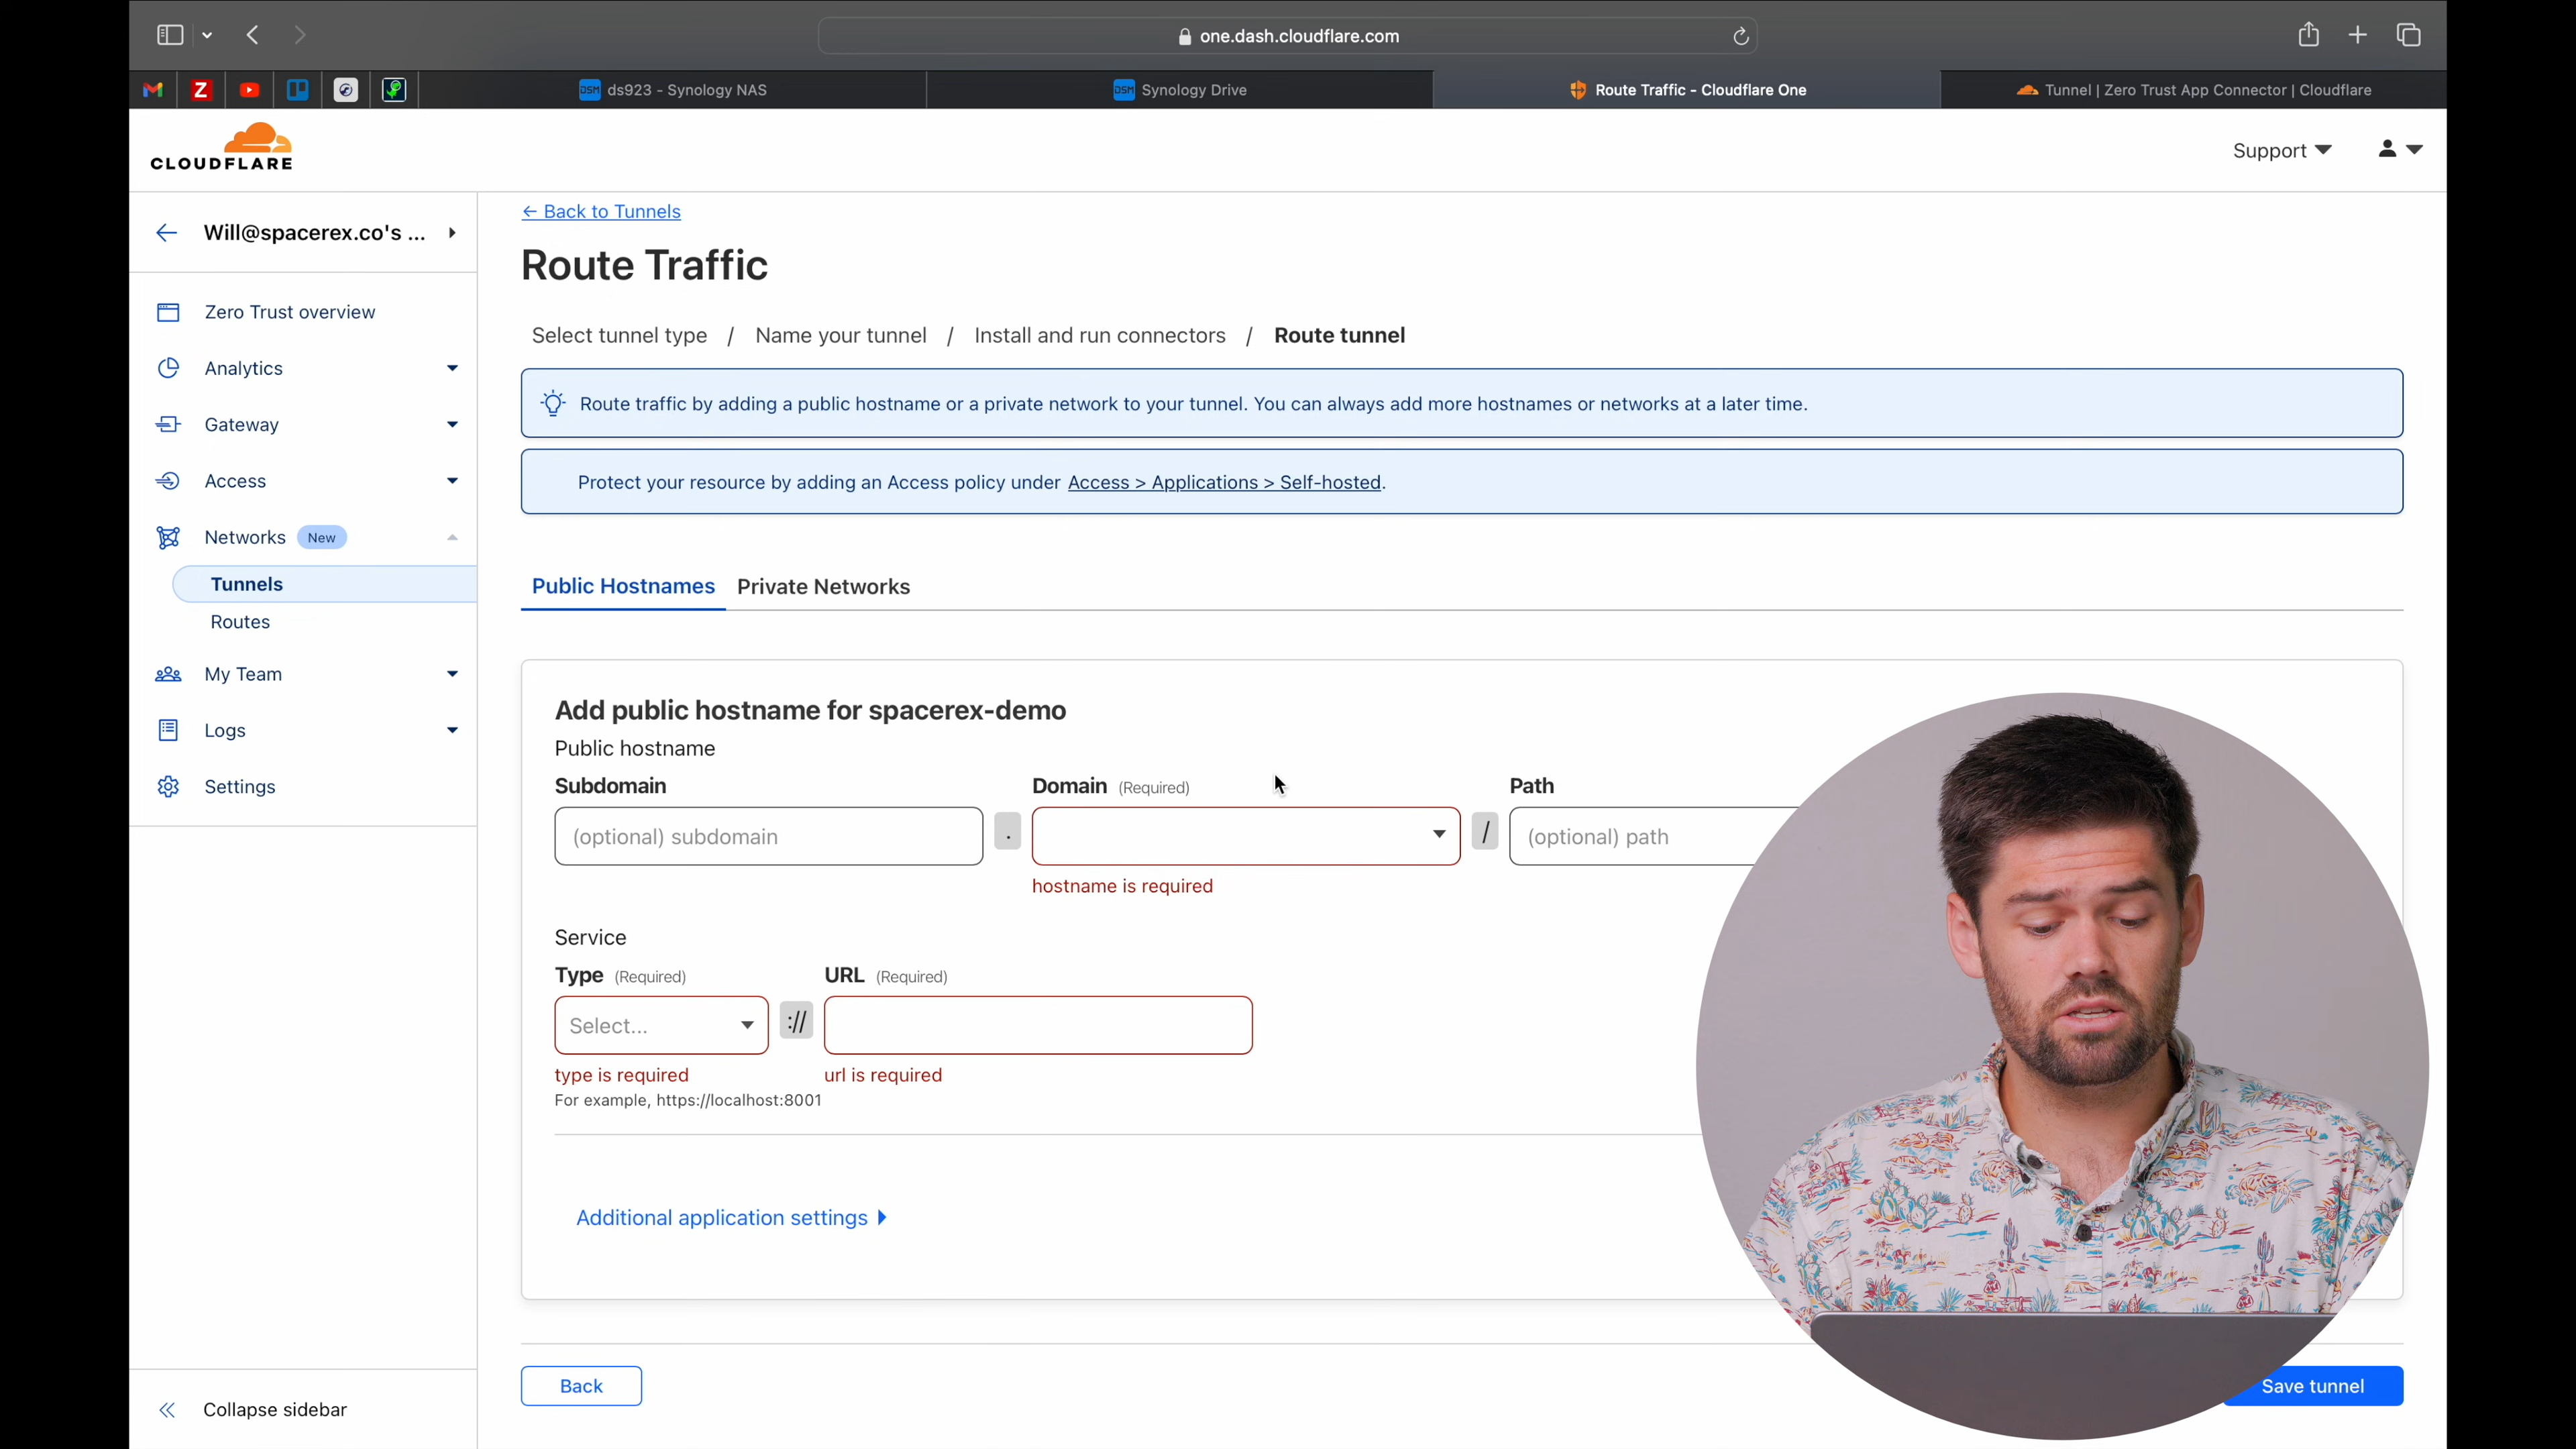 one.dash.cloudflare.com
Z
DSM ds923 - Synology NAS
DSM Synology Drive
Route Traffic - Cloudflare One
Tunnel | Zero Trust App Connector | Cloudflare
CLOUDFLARE
Support
Will@spacerex.co's ...
Zero Trust overview
Analytics
Gateway
Access
Networks New
Tunnels
Routes
My Team
Logs
Settings
Collapse sidebar
← Back to Tunnels
Route Traffic
Select tunnel type / Name your tunnel / Install and run connectors / Route tunnel
Route traffic by adding a public hostname or a private network to your tunnel. You can always add more hostnames or networks at a later time.
Protect your resource by adding an Access policy under Access > Applications > Self-hosted.
Public Hostnames Private Networks
Add public hostname for spacerex-demo
Public hostname
Subdomain Domain (Required) Path
(optional) subdomain . / (optional) path
hostname is required
Service
Type (Required) URL (Required)
Select... ://
type is required url is required
For example, https://localhost:8001
Additional application settings
Back Save tunnel